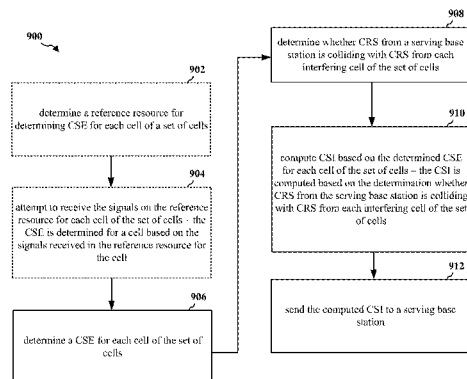 900
902
determine a reference resource for
determining CSE for each cell of a set of cells
904
attempt to receive the signals on the reference
resource for each cell of the set of cells - the
CSE is determined for a cell based on the
signals received in the reference resource for
the cell
906
determine a CSE for each cell of the set of
cells
908
determine whether CRS from a serving base
station is colliding with CRS from each
interfering cell of the set of cells
910
compute CSI based on the determined CSE
for each cell of the set of cells – the CSI is
computed based on the determination whether
CRS from the serving base station is colliding
with CRS from each interfering cell of the set
of cells
912
send the computed CSI to a serving base
station